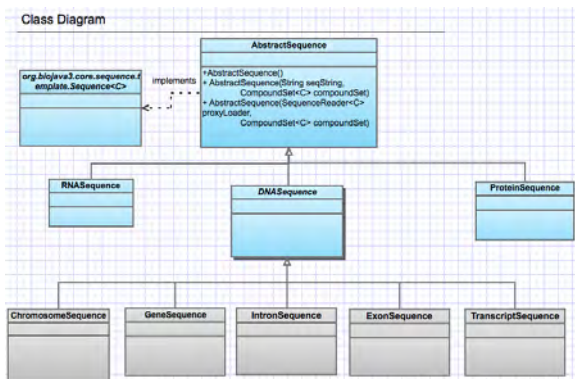 Class Diagram
AbstractSequence
+AbstractSequence()
+ AbstractSequence(String seqString,
CompoundSet<C> compoundSet)
+ AbstractSequence(SequenceReader<C>
proxyLoader,
CompoundSet<C> compoundSet)
org.biojava3.core.sequence.t
emplate.Sequence<C>
implements
RNASequence
DNASequence
ProteinSequence
ChromosomeSequence
GeneSequence
IntronSequence
ExonSequence
TranscriptSequence